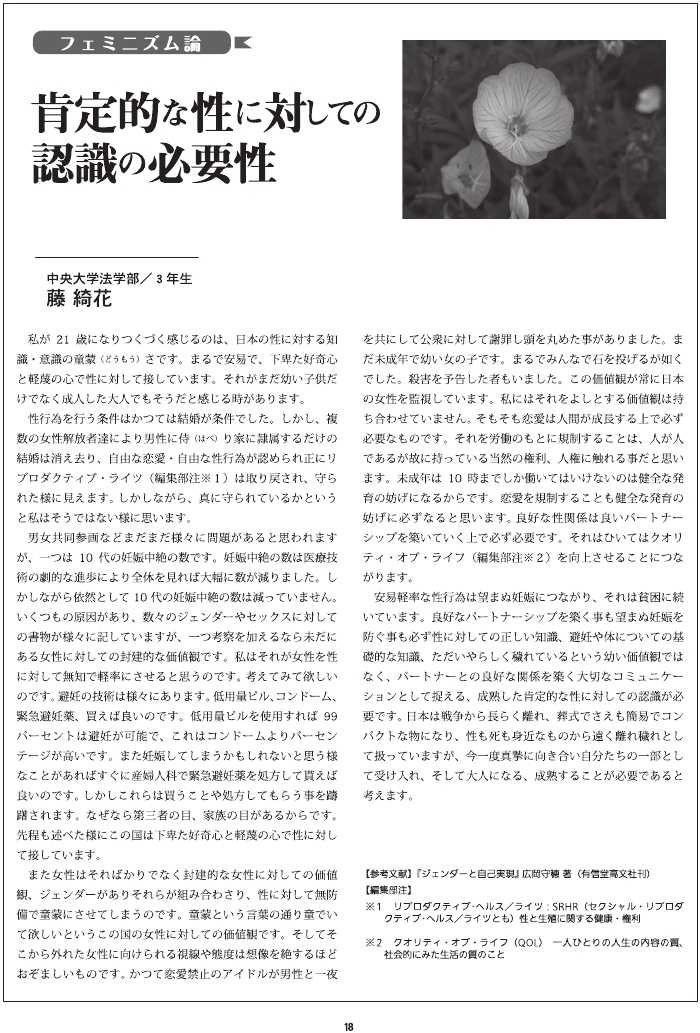 フェミニズム論
肯定的な性に対しての
認識の必要性
中央大学法学部／3年生
藤 綺花
私が 21 歳になりつくづく感じるのは、日本の性に対する知
識・意識の童蒙（どうもう）さです。まるで安易で、下卑た好奇心
と軽蔑の心で性に対して接しています。それがまだ幼い子供だ
けでなく成人した大人でもそうだと感じる時があります。
性行為を行う条件はかつては結婚が条件でした。しかし、複
数の女性解放者達により男性に侍（はべ）り家に隷属するだけの
結婚は消え去り、自由な恋愛・自由な性行為が認められ正にリ
プロダクティブ・ライツ（編集部注※１）は取り戻され、守ら
れた様に見えます。しかしながら、真に守られているかという
と私はそうではない様に思います。
男女共同参画などまだまだ様々に問題があると思われます
が、一つは 10 代の妊娠中絶の数です。妊娠中絶の数は医療技
術の劇的な進歩により全体を見れば大幅に数が減りました。し
かしながら依然として 10 代の妊娠中絶の数は減っていません。
いくつもの原因があり、数々のジェンダーやセックスに対して
の書物が様々に記していますが、一つ考察を加えるなら未だに
ある女性に対しての封建的な価値観です。私はそれが女性を性
に対して無知で軽率にさせると思うのです。考えてみて欲しい
のです。避妊の技術は様々にあります。低用量ピル、コンドーム、
緊急避妊薬、買えば良いのです。低用量ピルを使用すれば 99
パーセントは避妊が可能で、これはコンドームよりパーセン
テージが高いです。また妊娠してしまうかもしれないと思う様
なことがあればすぐに産婦人科で緊急避妊薬を処方して貰えば
良いのです。しかしこれらは買うことや処方してもらう事を躊
躇されます。なぜなら第三者の目、家族の目があるからです。
先程も述べた様にこの国は下卑た好奇心と軽蔑の心で性に対し
て接しています。
また女性はそればかりでなく封建的な女性に対しての価値
観、ジェンダーがありそれらが組み合わさり、性に対して無防
備で童蒙にさせてしまうのです。童蒙という言葉の通り童でい
て欲しいというこの国の女性に対しての価値観です。そしてそ
こから外れた女性に向けられる視線や態度は想像を絶するほど
おぞましいものです。かつて恋愛禁止のアイドルが男性と一夜
を共にして公衆に対して謝罪し頭を丸めた事がありました。ま
だ未成年で幼い女の子です。まるでみんなで石を投げるが如く
でした。殺害を予告した者もいました。この価値観が常に日本
の女性を監視しています。私にはそれをよしとする価値観は持
ち合わせていません。そもそも恋愛は人間が成長する上で必ず
必要なものです。それを労働のもとに規制することは、人が人
であるが故に持っている当然の権利、人権に触れる事だと思い
ます。未成年は 10 時までしか働いてはいけないのは健全な発
育の妨げになるからです。恋愛を規制することも健全な発育の
妨げに必ずなると思います。良好な性関係は良いパートナー
シップを築いていく上で必ず必要です。それはひいてはクオリ
ティ・オブ・ライフ（編集部注※２）を向上させることにつな
がります。
安易軽率な性行為は望まぬ妊娠につながり、それは貧困に続
いています。良好なパートナーシップを築く事も望まぬ妊娠を
防ぐ事も必ず性に対しての正しい知識、避妊や体についての基
礎的な知識、ただいやらしく穢れているという幼い価値観では
なく、パートナーとの良好な関係を築く大切なコミュニケー
ションとして捉える、成熟した肯定的な性に対しての認識が必
要です。日本は戦争から長らく離れ、葬式でさえも簡易でコン
パクトな物になり、性も死も身近なものから遠く離れ穢れとし
て扱っていますが、今一度真摯に向き合い自分たちの一部とし
て受け入れ、そして大人になる、成熟することが必要であると
考えます。
【参考文献】『ジェンダーと自己実現』広岡守穂 著（有信堂高文社刊）
【編集部注】
※１ リプロダクティブ・ヘルス／ライツ：SRHR（セクシャル・リプロダ
クティブ・ヘルス／ライツとも）性と生殖に関する健康・権利
※２ クオリティ・オブ・ライフ（QOL） 一人ひとりの人生の内容の質、
社会的にみた生活の質のこと
18